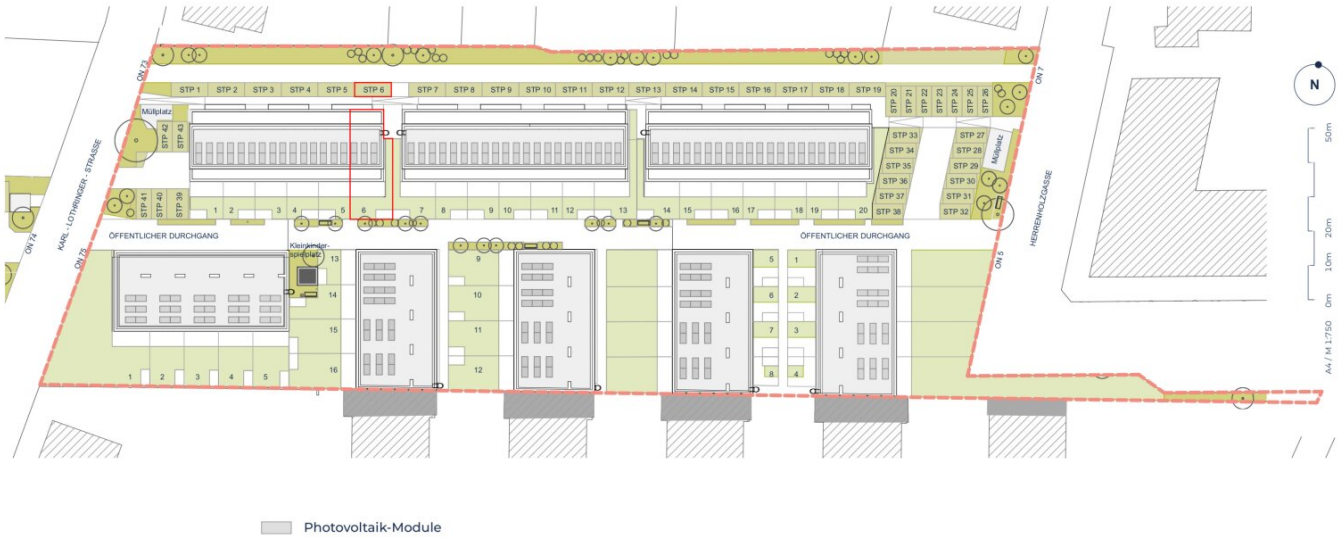 ON 73
ON 7
STP 1
STP 2
STP 3
STP 4
STP 5
STP 6
STP 7
STP 8
STP 9
STP 10
STP 11
STP 12
STP 13
STP 14
STP 15
STP 16
STP 17
STP 18
STP 19
STP 20
STP 21
STP 22
STP 23
STP 24
STP 25
STP 26
N
Müllplatz
STP 42
STP 43
STP 33
STP 34
STP 35
STP 36
STP 37
STP 38
STP 27
STP 28
STP 29
STP 30
STP 31
STP 32
Müllplatz
50m
20m
10m
0m
A4 / M 1:750
KARL - LOTHRINGER - STRASSE
HERRENHOLZGASSE
STP 41
STP 40
STP 39
1
2
3
4
5
6
7
8
9
10
11
12
13
14
15
16
17
18
19
20
ON 74
ON 75
ON 5
ÖFFENTLICHER DURCHGANG
ÖFFENTLICHER DURCHGANG
Kleinkinder-
spielplatz
13
14
15
16
9
10
11
12
5
6
7
8
1
2
3
4
1
2
3
4
5
Photovoltaik-Module